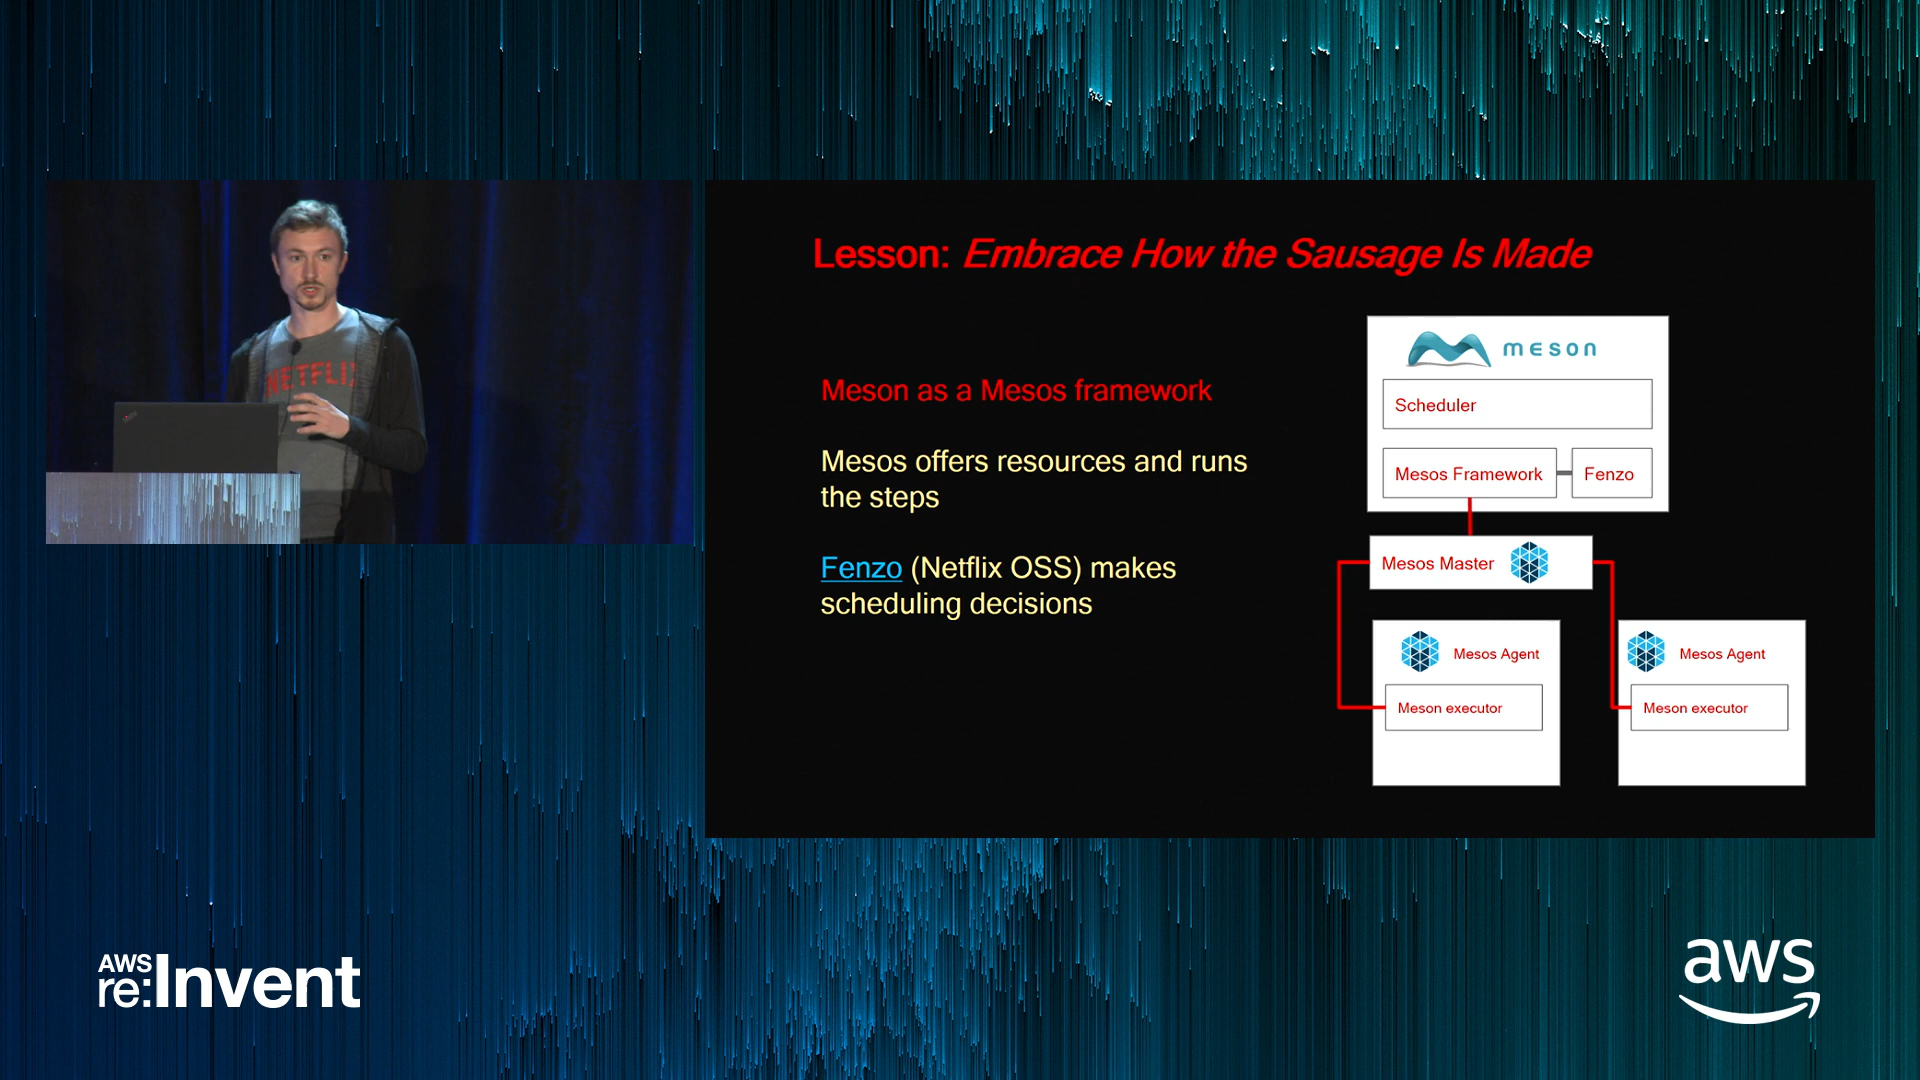 NETFLIX
Lesson: Embrace How the Sausage Is Made
Meson as a Mesos framework
Mesos offers resources and runs
the steps
Fenzo (Netflix OSS) makes
scheduling decisions
meson
Scheduler
Mesos Framework
Fenzo
Mesos Master
Mesos Agent
Meson executor
Mesos Agent
Meson executor
AWS
re:Invent
aws